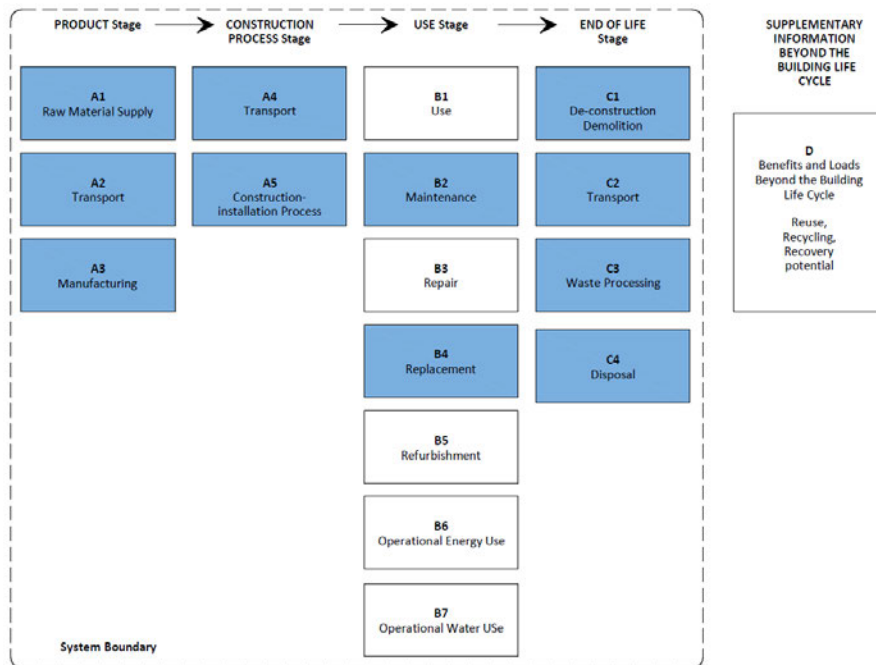 PRODUCT Stage
CONSTRUCTION
PROCESS Stage
USE Stage
END OF LIFE
Stage
SUPPLEMENTARY
INFORMATION
BEYOND THE
BUILDING LIFE
CYCLE
A1
Raw Material Supply
A2
Transport
A3
Manufacturing
A4
Transport
A5
Construction-
installation Process
B1
Use
B2
Maintenance
B3
Repair
B4
Replacement
B5
Refurbishment
B6
Operational Energy Use
B7
Operational Water USe
C1
De-construction
Demolition
C2
Transport
C3
Waste Processing
C4
Disposal
D
Benefits and Loads
Beyond the Building
Life Cycle
Reuse,
Recycling,
Recovery
potential
System Boundary